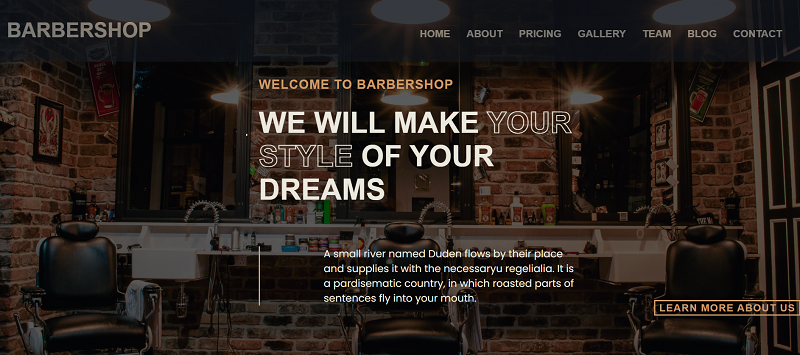 BARBERSHOP
HOME ABOUT PRICING GALLERY TEAM BLOG CONTACT
WELCOME TO BARBERSHOP
WE WILL MAKE YOUR
STYLE OF YOUR
DREAMS
A small river named Duden flows by their place
and supplies it with the necessaryu regelialia. It is
a pardisematic country, in which roasted parts of
sentences fly into your mouth.
LEARN MORE ABOUT US